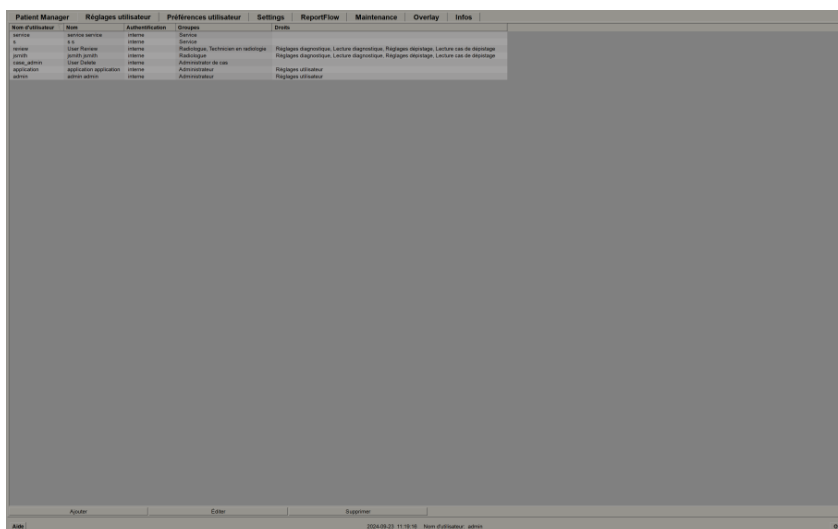 Patient Manager Réglages utilisateur Préférences utilisateur Settings ReportFlow Maintenance Overlay Infos
Nom d'utilisateur Nom Authentification Groupes Droits
service service service interne Service
s s s interne Service
review User Review interne Radiologue, Technicien en radiologie Réglages diagnostique, Lecture diagnostique, Réglages dépistage, Lecture cas de dépistage
jsmith jsmith jsmith interne Radiologue Réglages diagnostique, Lecture diagnostique, Réglages dépistage, Lecture cas de dépistage
case_admin User Delete interne Administrator de cas
application application application interne Administrateur Réglages utilisateur
admin admin admin interne Administrateur Réglages utilisateur
Ajouter Éditer Supprimer
Aide 2024-09-23 11:19:16 Nom d'utilisateur: admin